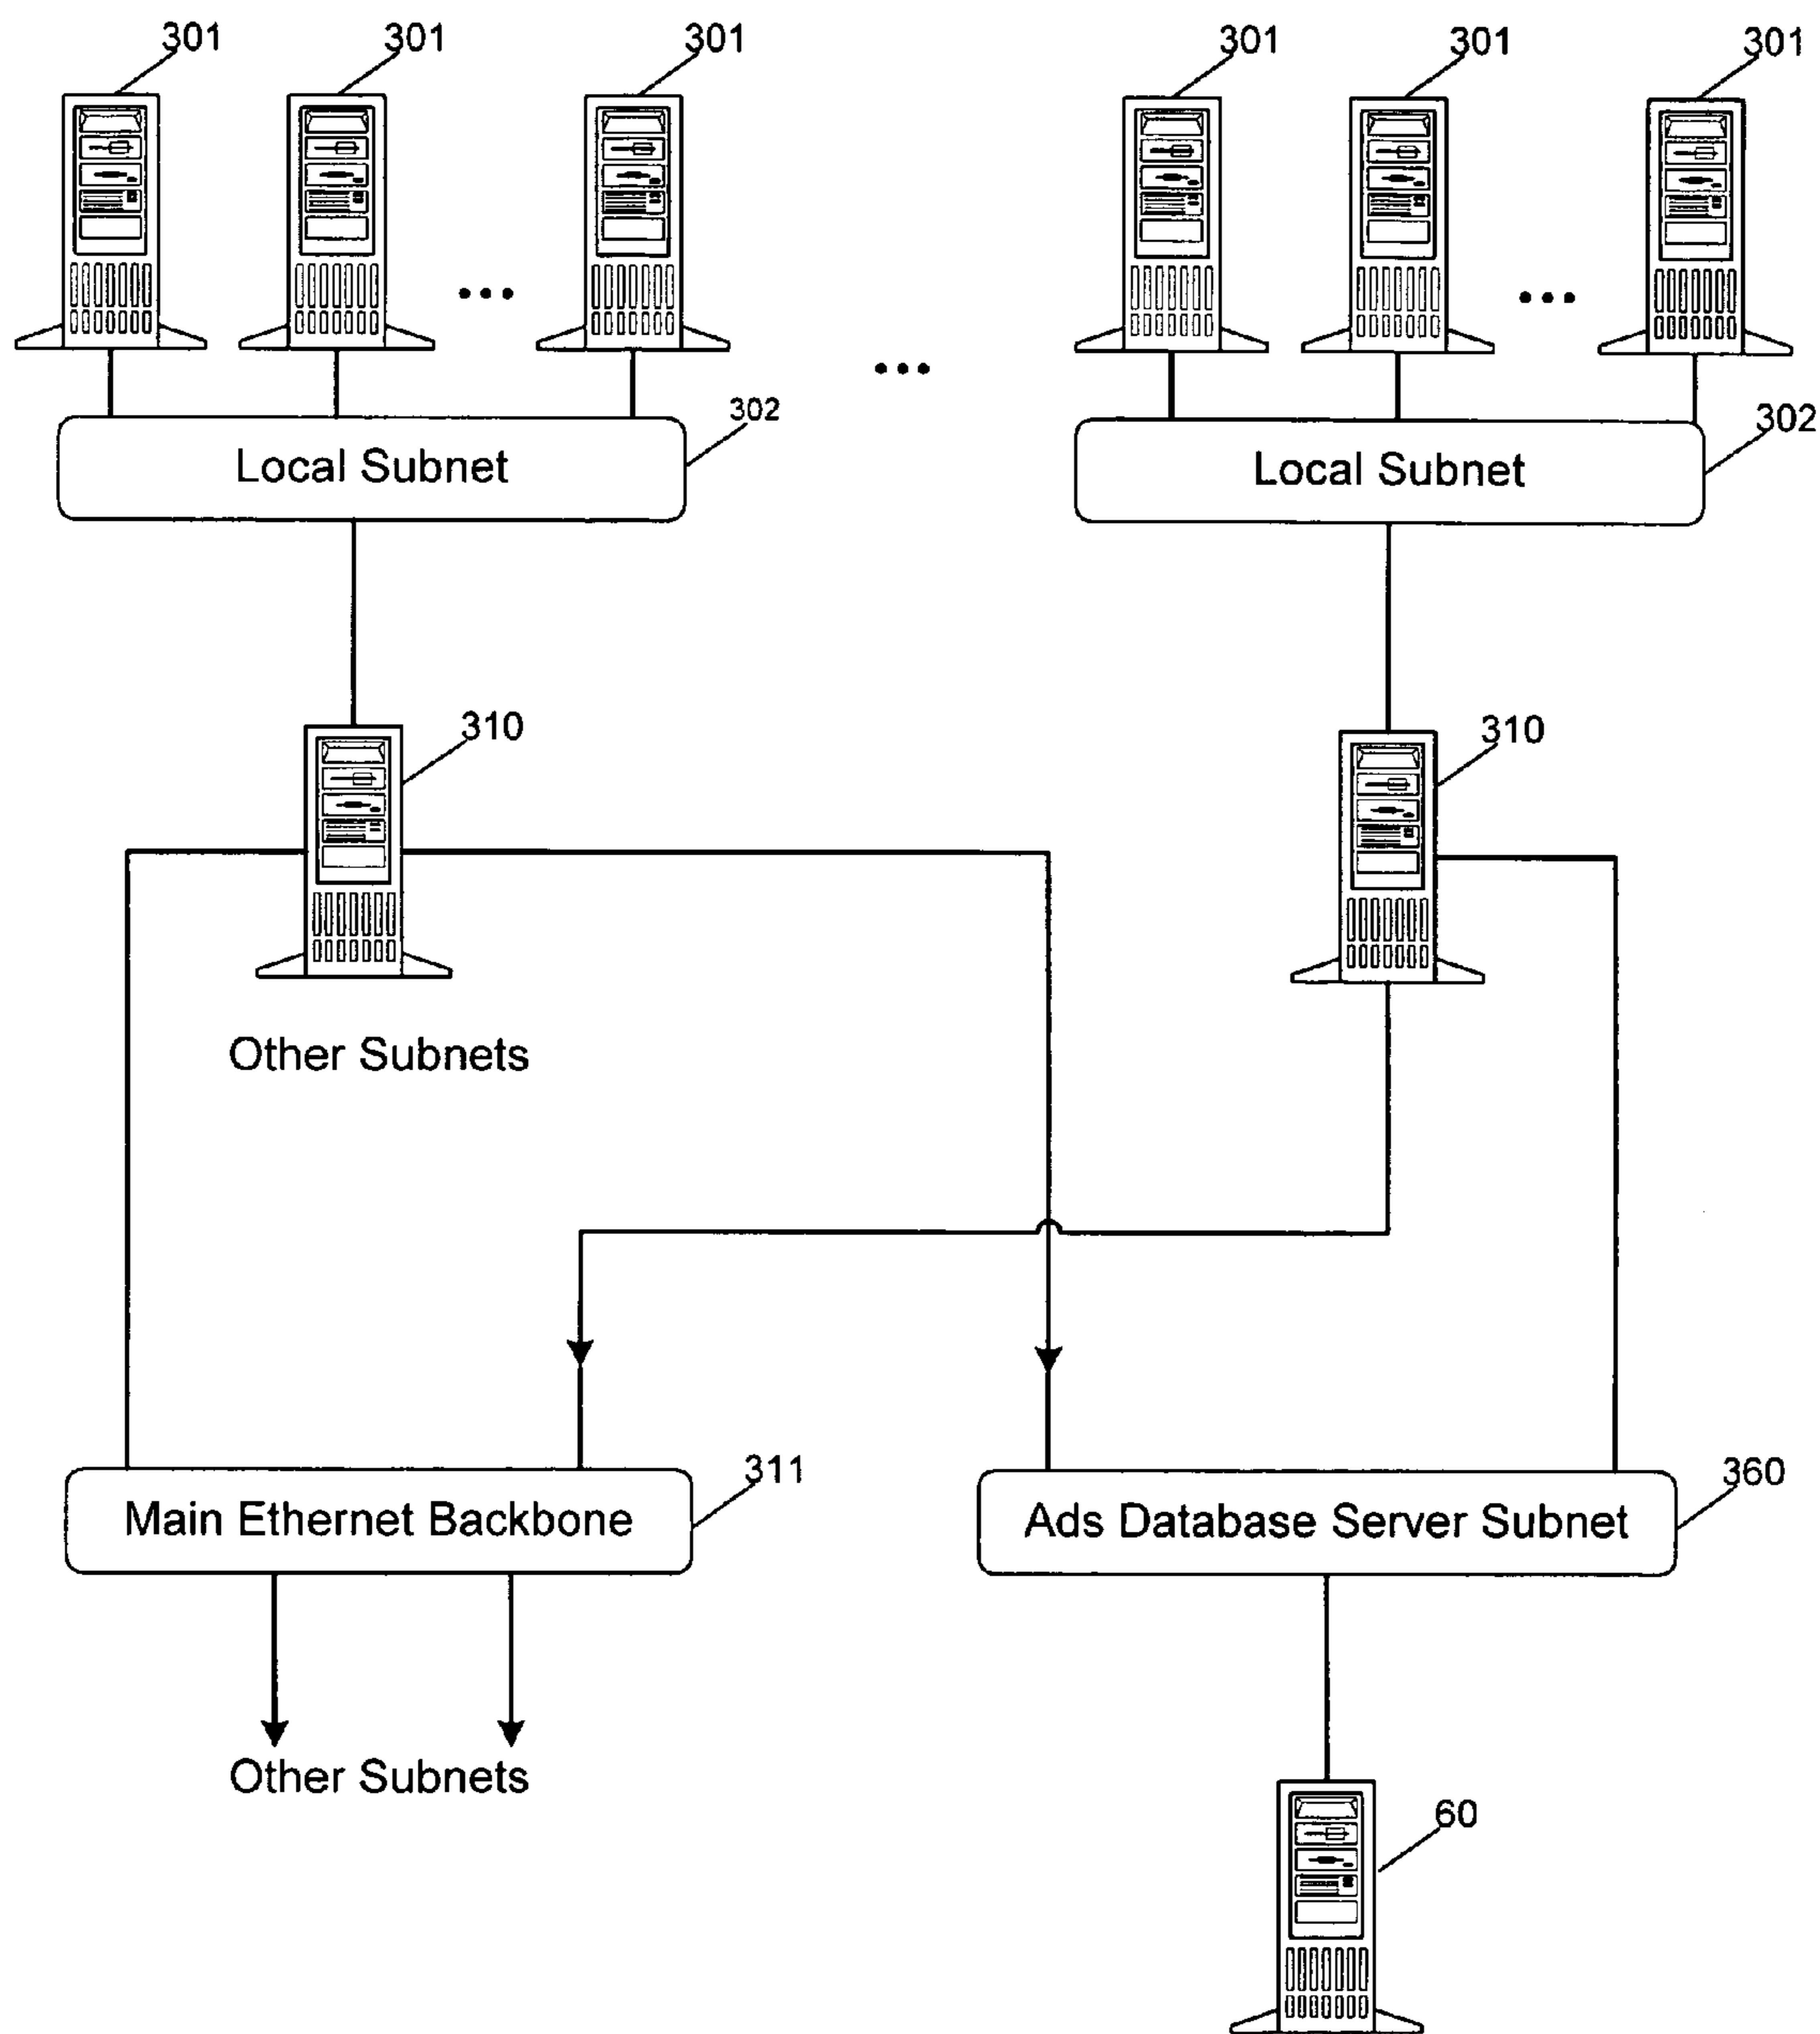 301 301 301 301 301 301
302 302
Local Subnet Local Subnet
310 310
Other Subnets
311 360
Main Ethernet Backbone Ads Database Server Subnet
Other Subnets
60